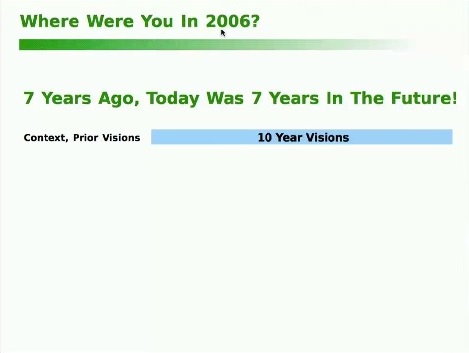 Where Were You In 2006?
7 Years Ago, Today Was 7 Years In The Future!
Context, Prior Visions 10 Year Visions